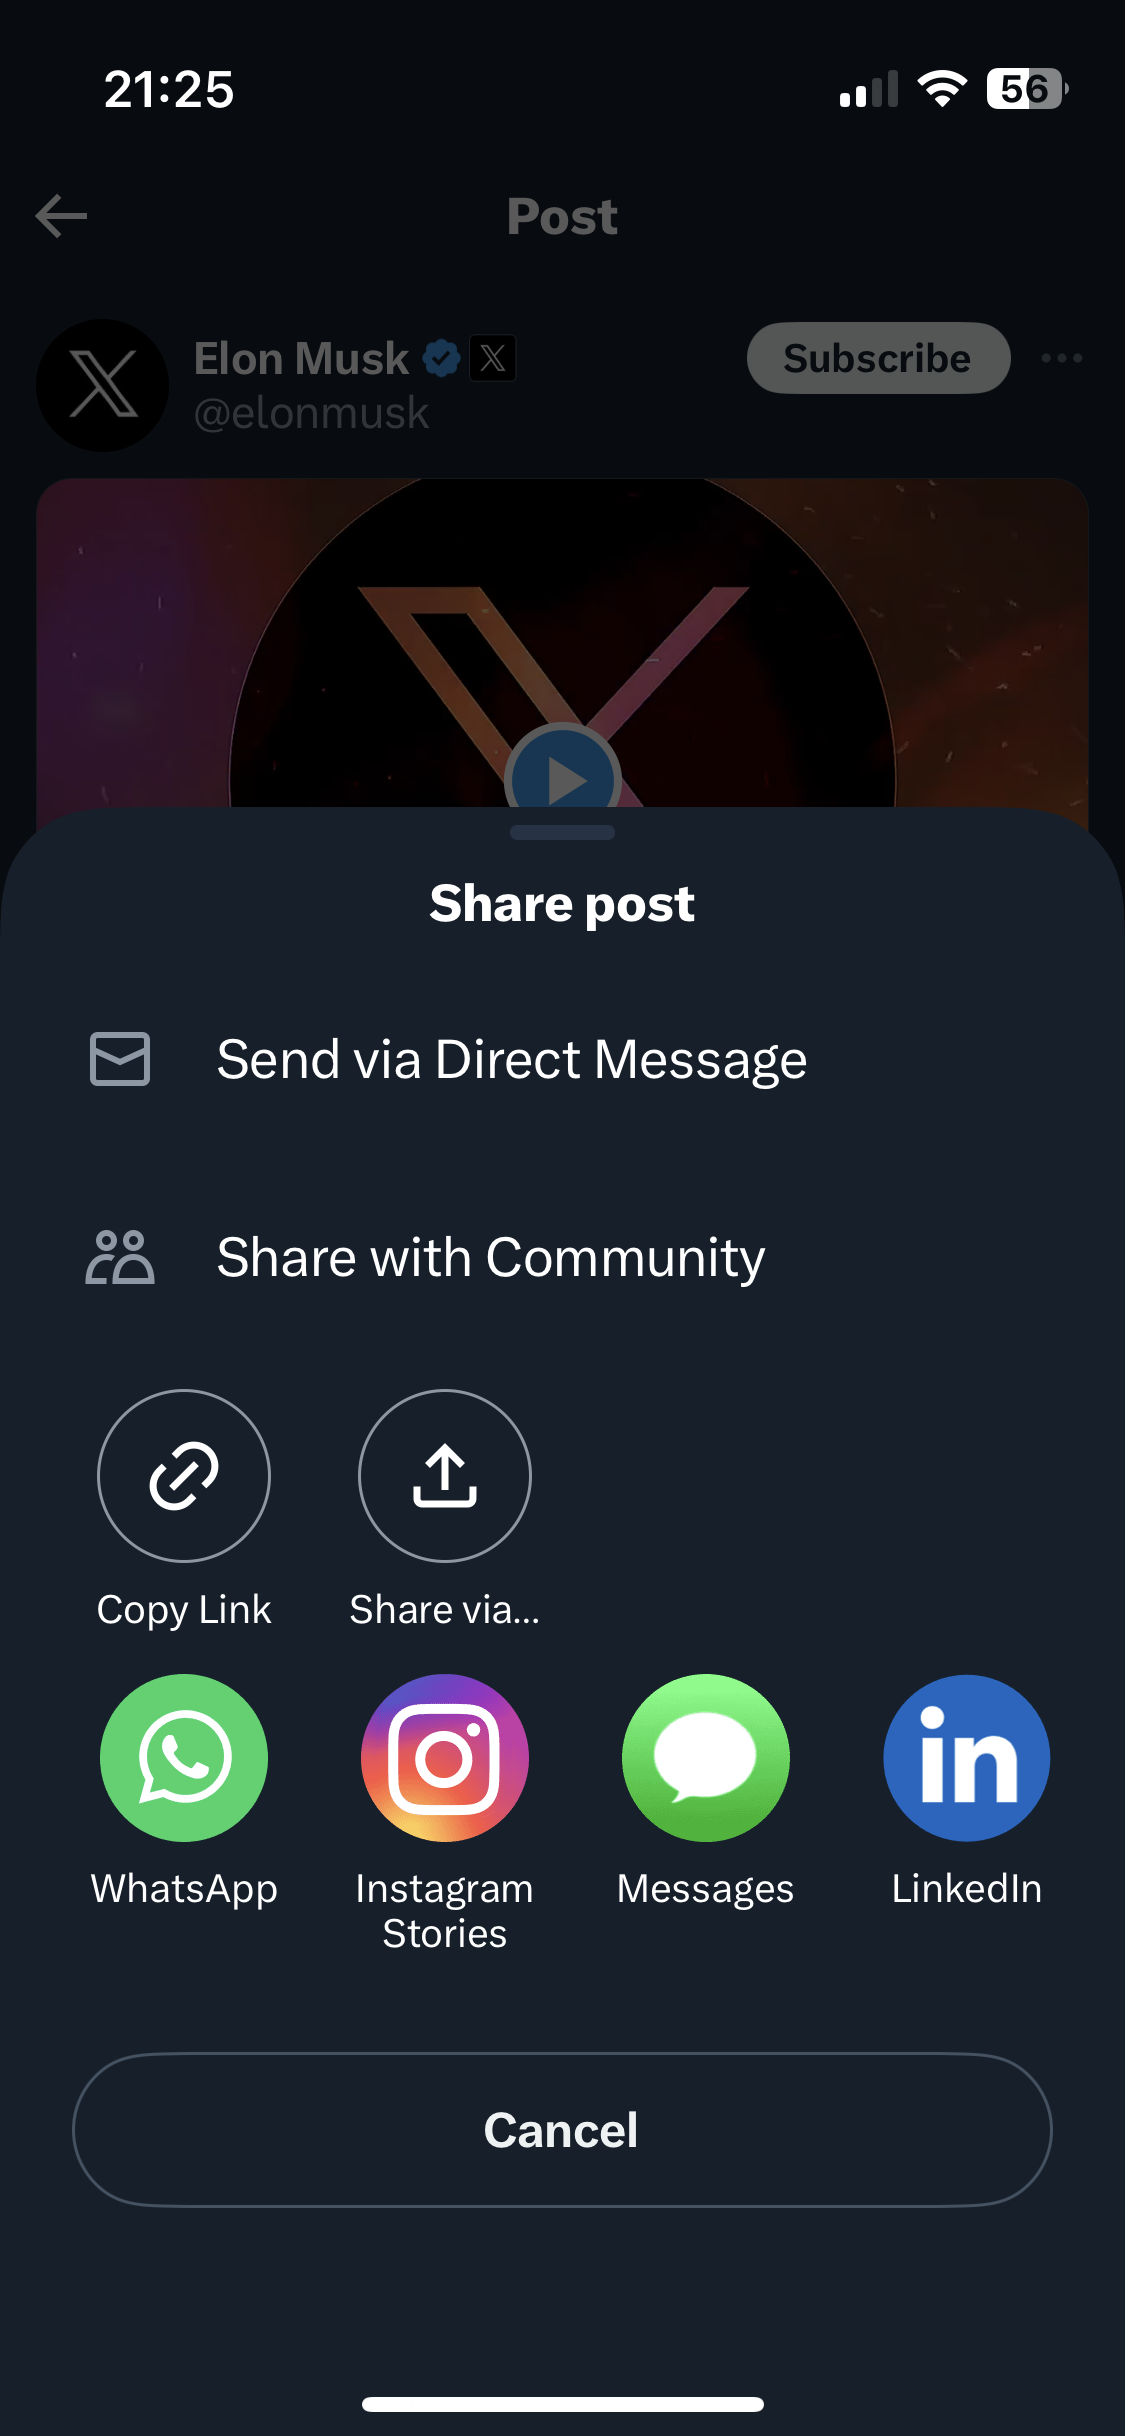 21:25
56
Post
Elon Musk
Subscribe
@elonmusk
Share post
Send via Direct Message
Share with Community
Copy Link
Share via...
WhatsApp
Instagram
Stories
Messages
in
LinkedIn
Cancel